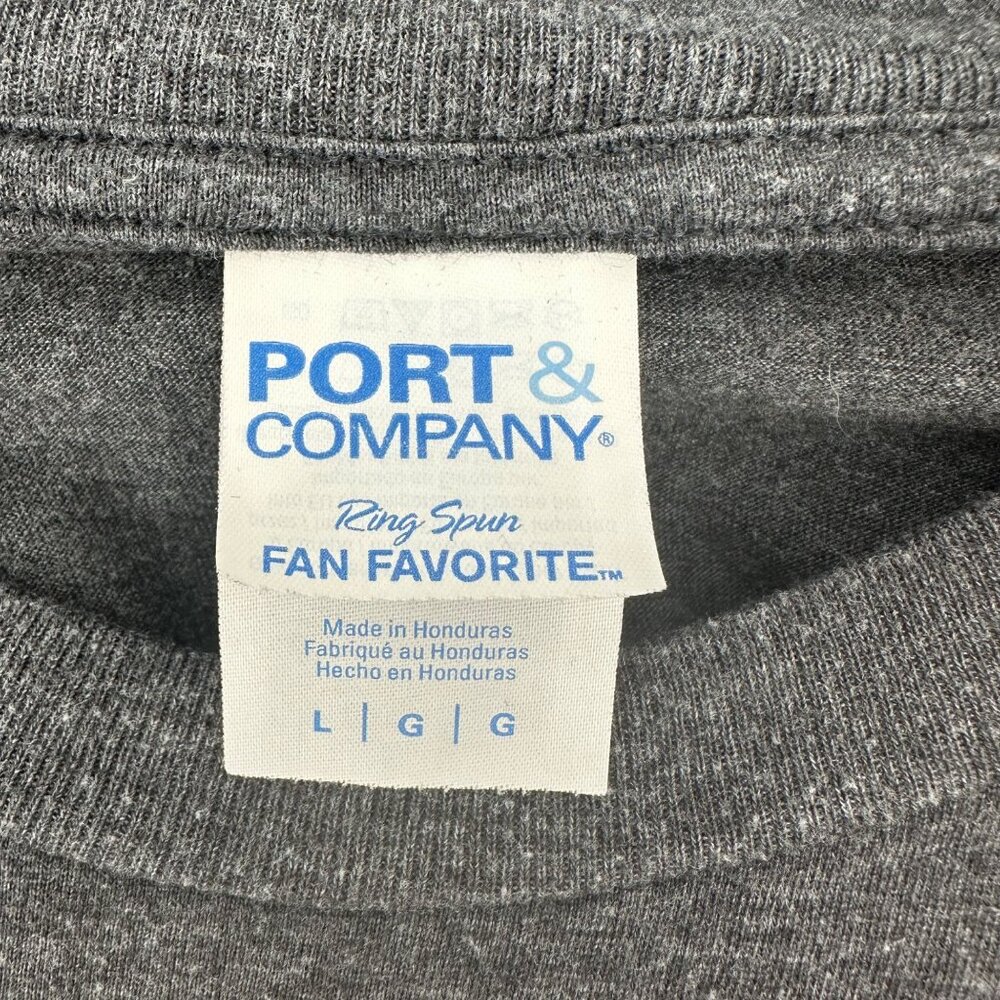 PORT &
COMPANY®
Ring Spun
FAN FAVORITE™
Made in Honduras
Fabriqué au Honduras
Hecho en Honduras
L | G | G